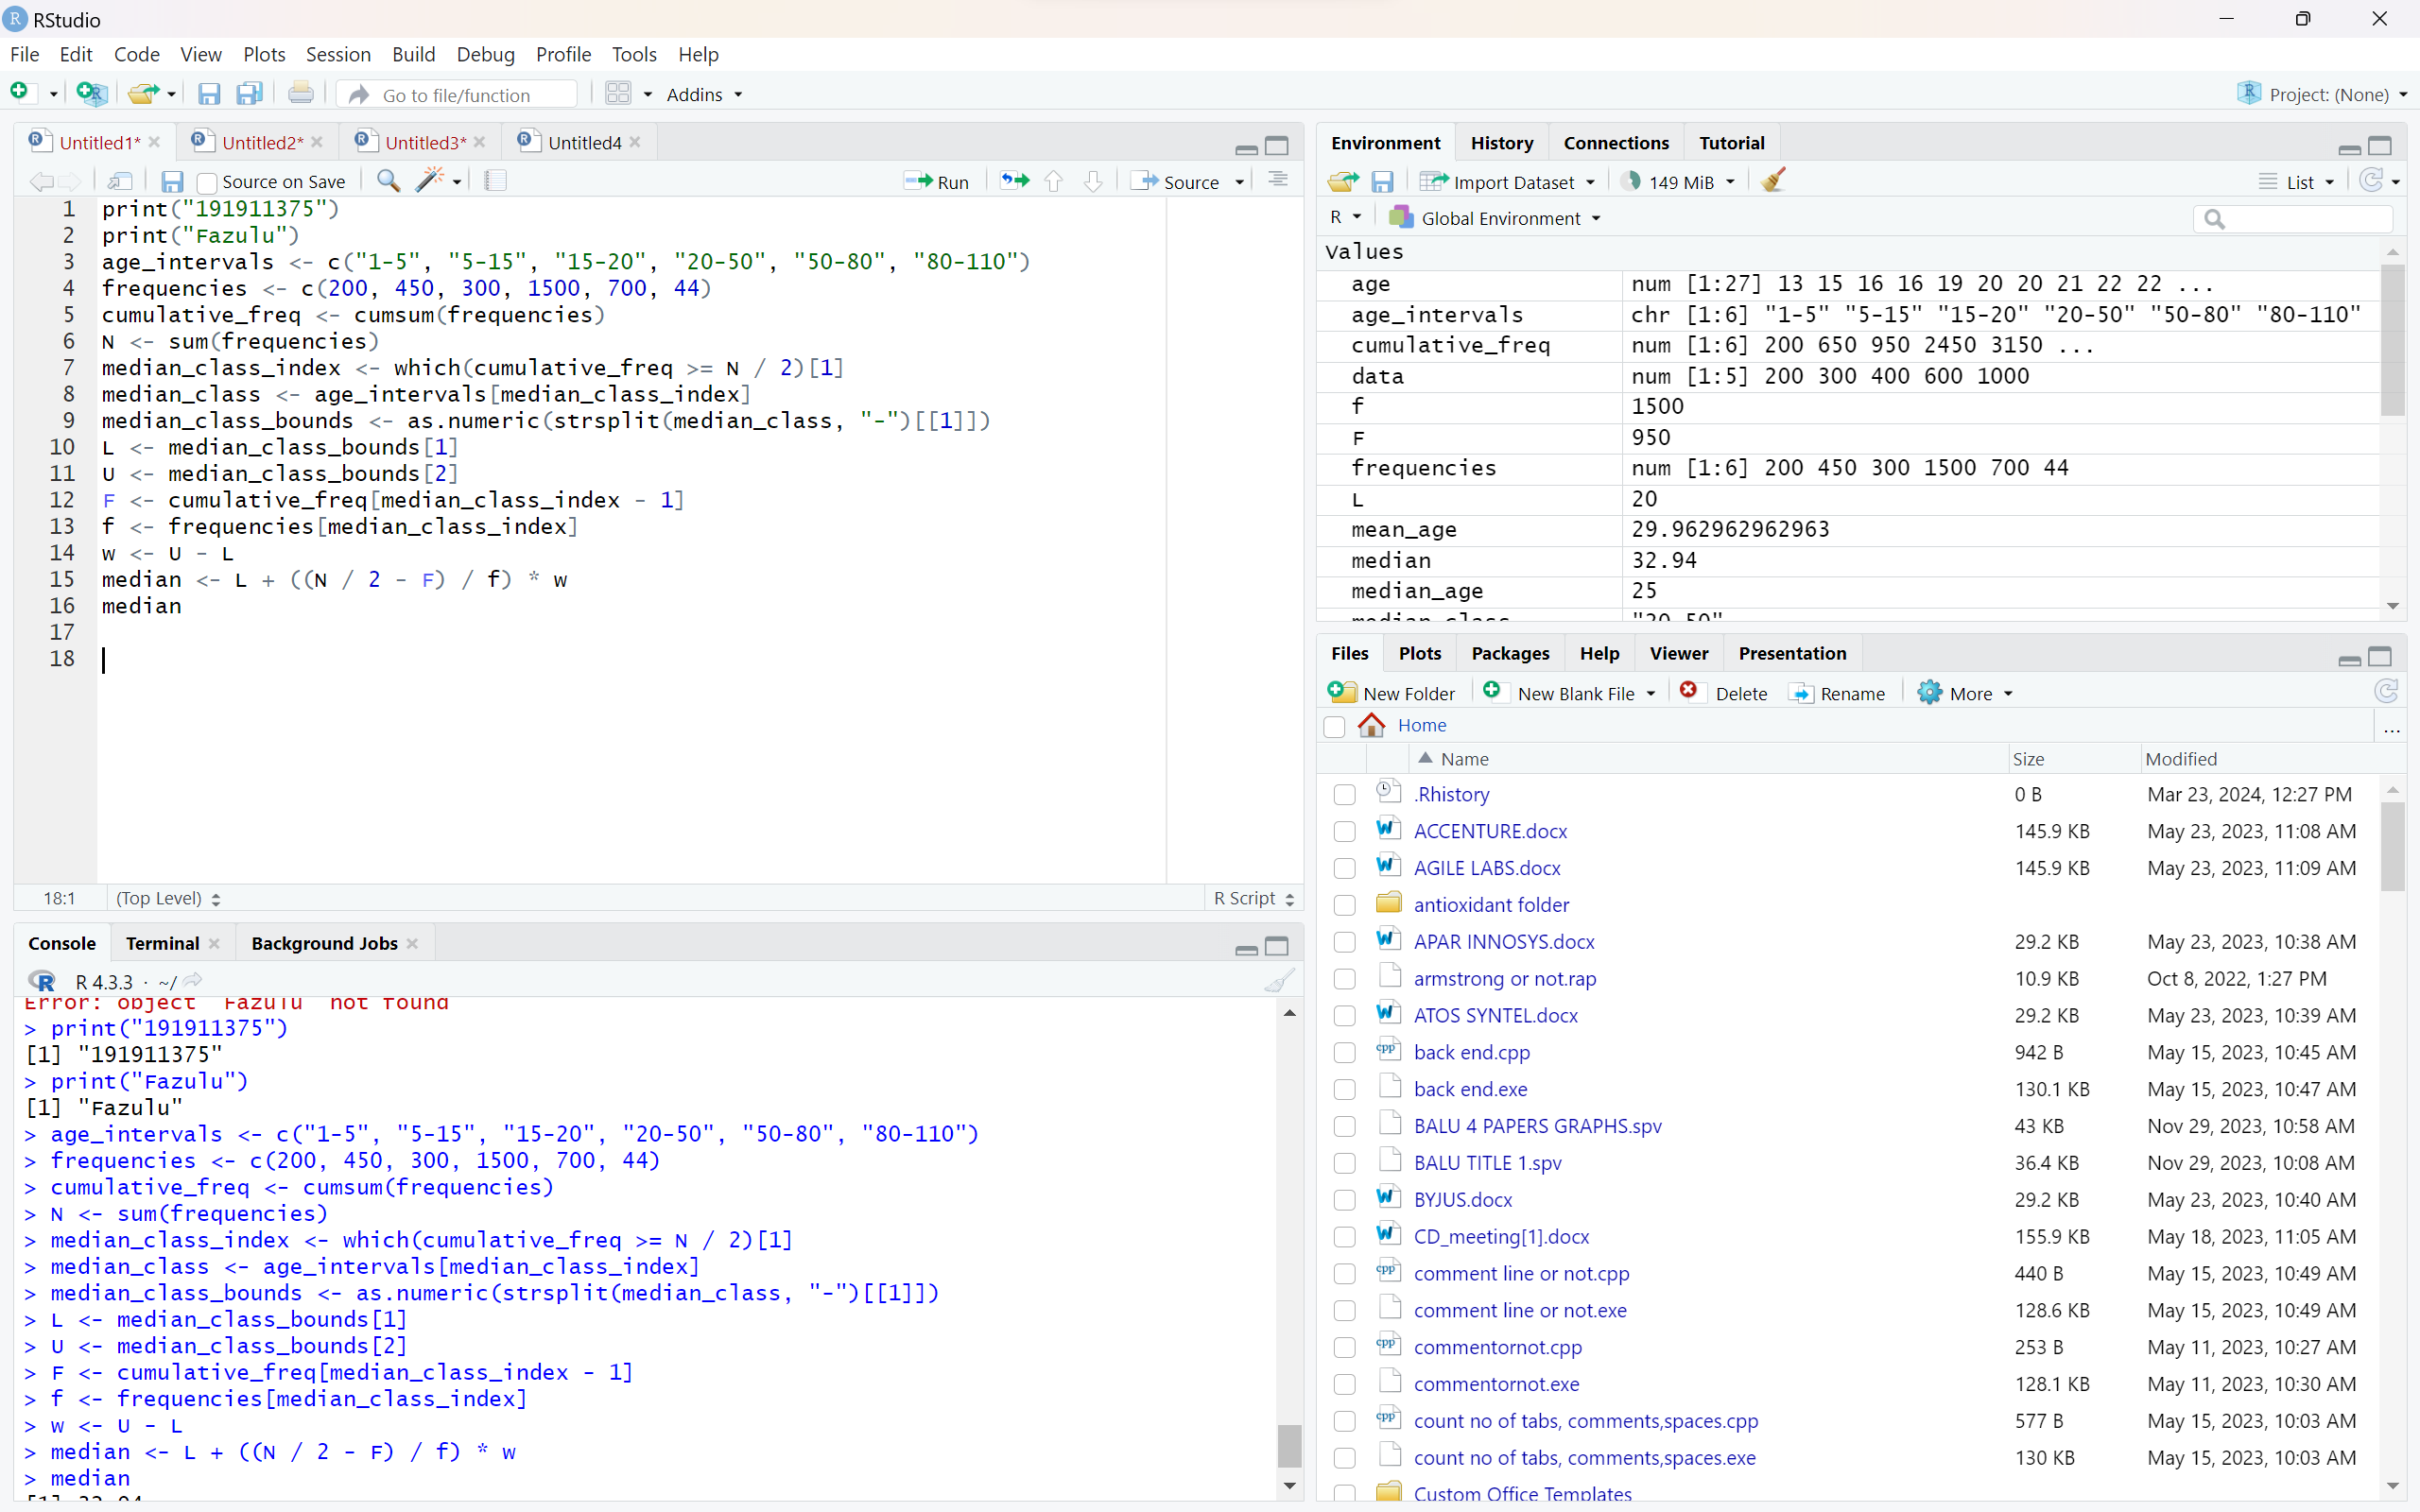 RStudio
File Edit Code View Plots Session Build Debug Profile Tools Help
Go to file/function Addins Project: (None)
Untitled1* Untitled2* Untitled3* Untitled4
Source on Save Run Source
1 print("191911375")
2 print("Fazulu")
3 age_intervals <- c("1-5", "5-15", "15-20", "20-50", "50-80", "80-110")
4 frequencies <- c(200, 450, 300, 1500, 700, 44)
5 cumulative_freq <- cumsum(frequencies)
6 N <- sum(frequencies)
7 median_class_index <- which(cumulative_freq >= N / 2)[1]
8 median_class <- age_intervals[median_class_index]
9 median_class_bounds <- as.numeric(strsplit(median_class, "-")[[1]])
10 L <- median_class_bounds[1]
11 U <- median_class_bounds[2]
12 F <- cumulative_freq[median_class_index - 1]
13 f <- frequencies[median_class_index]
14 w <- U - L
15 median <- L + ((N / 2 - F) / f) * w
16 median
17
18
18:1 (Top Level) R Script
Console Terminal Background Jobs
R 4.3.3 · ~/
Error: object 'Fazulu' not found
> print("191911375")
[1] "191911375"
> print("Fazulu")
[1] "Fazulu"
> age_intervals <- c("1-5", "5-15", "15-20", "20-50", "50-80", "80-110")
> frequencies <- c(200, 450, 300, 1500, 700, 44)
> cumulative_freq <- cumsum(frequencies)
> N <- sum(frequencies)
> median_class_index <- which(cumulative_freq >= N / 2)[1]
> median_class <- age_intervals[median_class_index]
> median_class_bounds <- as.numeric(strsplit(median_class, "-")[[1]])
> L <- median_class_bounds[1]
> U <- median_class_bounds[2]
> F <- cumulative_freq[median_class_index - 1]
> f <- frequencies[median_class_index]
> w <- U - L
> median <- L + ((N / 2 - F) / f) * w
> median
[1] 32.94
Environment History Connections Tutorial
Import Dataset 149 MiB List
R Global Environment
Values
age num [1:27] 13 15 16 16 19 20 20 21 22 22 ...
age_intervals chr [1:6] "1-5" "5-15" "15-20" "20-50" "50-80" "80-110"
cumulative_freq num [1:6] 200 650 950 2450 3150 ...
data num [1:5] 200 300 400 600 1000
f 1500
F 950
frequencies num [1:6] 200 450 300 1500 700 44
L 20
mean_age 29.962962962963
median 32.94
median_age 25
median_class "20-50"
Files Plots Packages Help Viewer Presentation
New Folder New Blank File Delete Rename More
Home ...
Name Size Modified
.Rhistory 0 B Mar 23, 2024, 12:27 PM
ACCENTURE.docx 145.9 KB May 23, 2023, 11:08 AM
AGILE LABS.docx 145.9 KB May 23, 2023, 11:09 AM
antioxidant folder
APAR INNOSYS.docx 29.2 KB May 23, 2023, 10:38 AM
armstrong or not.rap 10.9 KB Oct 8, 2022, 1:27 PM
ATOS SYNTEL.docx 29.2 KB May 23, 2023, 10:39 AM
back end.cpp 942 B May 15, 2023, 10:45 AM
back end.exe 130.1 KB May 15, 2023, 10:47 AM
BALU 4 PAPERS GRAPHS.spv 43 KB Nov 29, 2023, 10:58 AM
BALU TITLE 1.spv 36.4 KB Nov 29, 2023, 10:08 AM
BYJUS.docx 29.2 KB May 23, 2023, 10:40 AM
CD_meeting[1].docx 155.9 KB May 18, 2023, 11:05 AM
comment line or not.cpp 440 B May 15, 2023, 10:49 AM
comment line or not.exe 128.6 KB May 15, 2023, 10:49 AM
commentornot.cpp 253 B May 11, 2023, 10:27 AM
commentornot.exe 128.1 KB May 11, 2023, 10:30 AM
count no of tabs, comments,spaces.cpp 577 B May 15, 2023, 10:03 AM
count no of tabs, comments,spaces.exe 130 KB May 15, 2023, 10:03 AM
Custom Office Templates